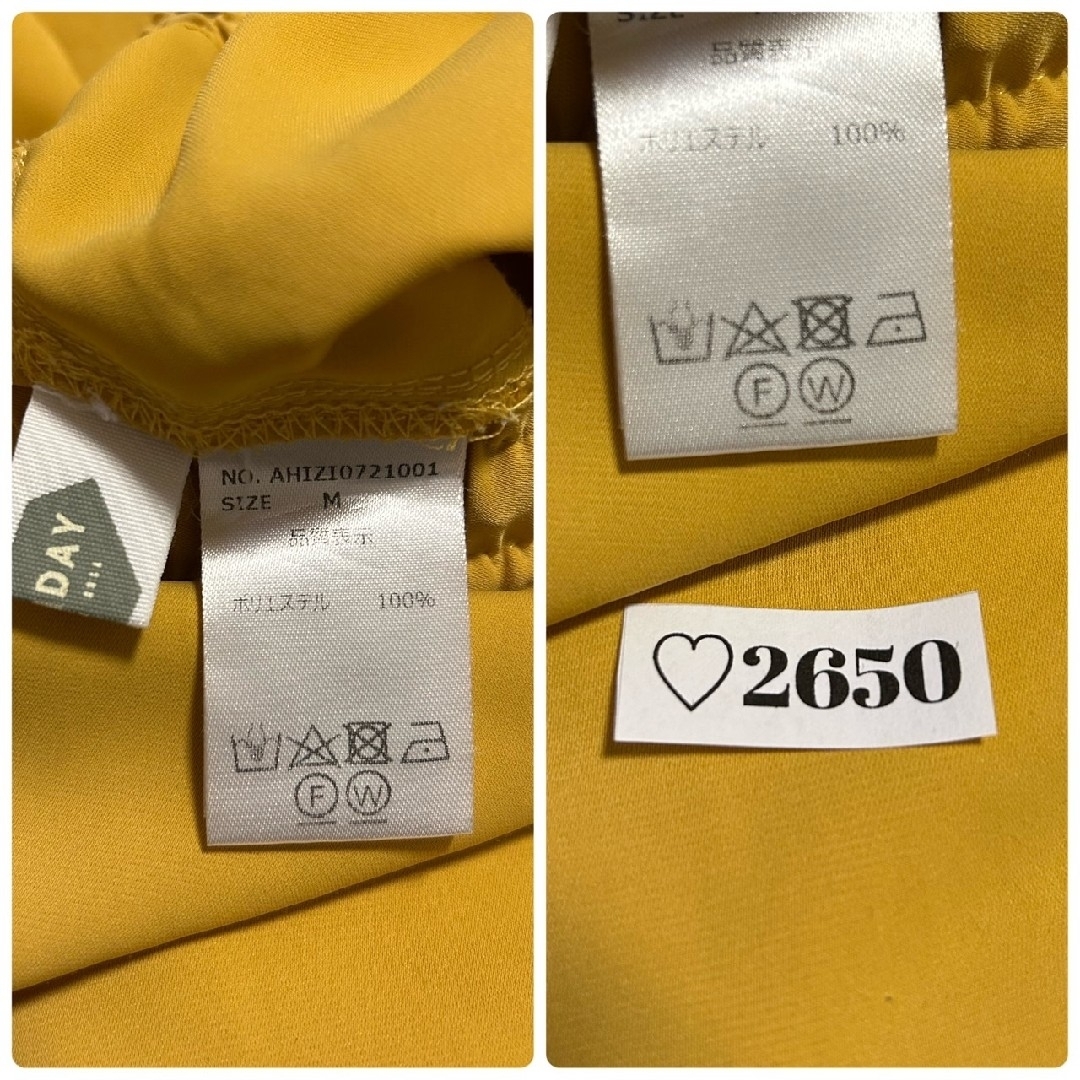 DAY
NO. AHIZI0721001
SIZE M
品質表示
ポリエステル 100%
F W
SIZE
品質表示
ポリエステル 100%
F W
♡2650